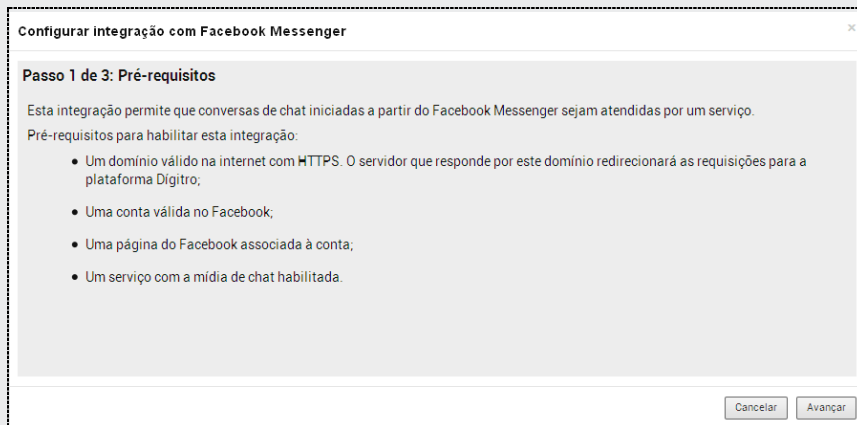 Configurar integração com Facebook Messenger
×
Passo 1 de 3: Pré-requisitos
Esta integração permite que conversas de chat iniciadas a partir do Facebook Messenger sejam atendidas por um serviço.
Pré-requisitos para habilitar esta integração:
• Um domínio válido na internet com HTTPS. O servidor que responde por este domínio redirecionará as requisições para a
plataforma Dígitro;
• Uma conta válida no Facebook;
• Uma página do Facebook associada à conta;
• Um serviço com a mídia de chat habilitada.
Cancelar Avançar